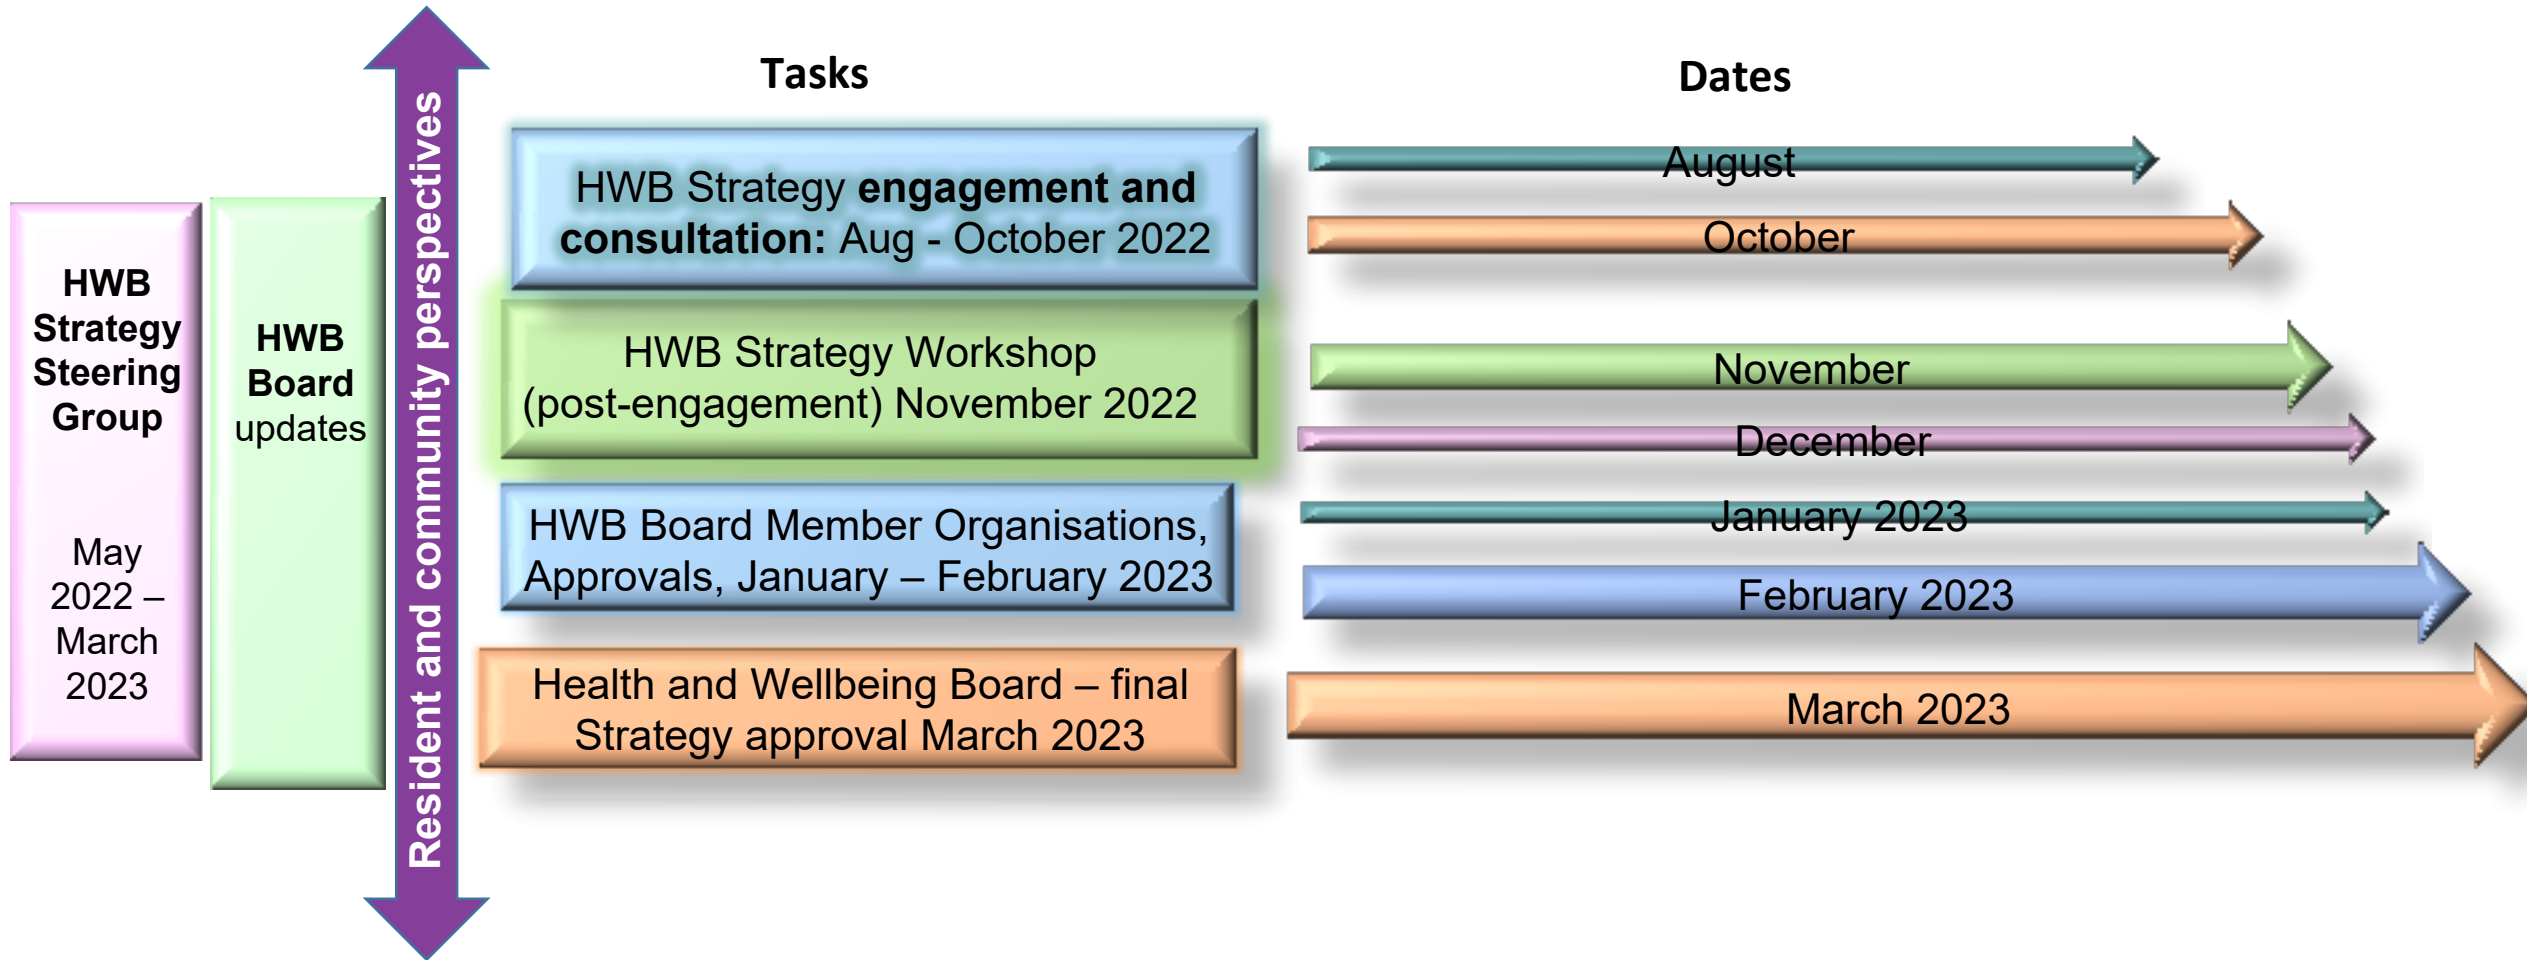 HWB
Strategy
Steering
Group
May
2022 –
March
2023
HWB
Board
updates
Resident and community perspectives
Tasks
HWB Strategy engagement and
consultation: Aug - October 2022
HWB Strategy Workshop
(post-engagement) November 2022
HWB Board Member Organisations,
Approvals, January – February 2023
Health and Wellbeing Board – final
Strategy approval March 2023
Dates
August
October
November
December
January 2023
February 2023
March 2023